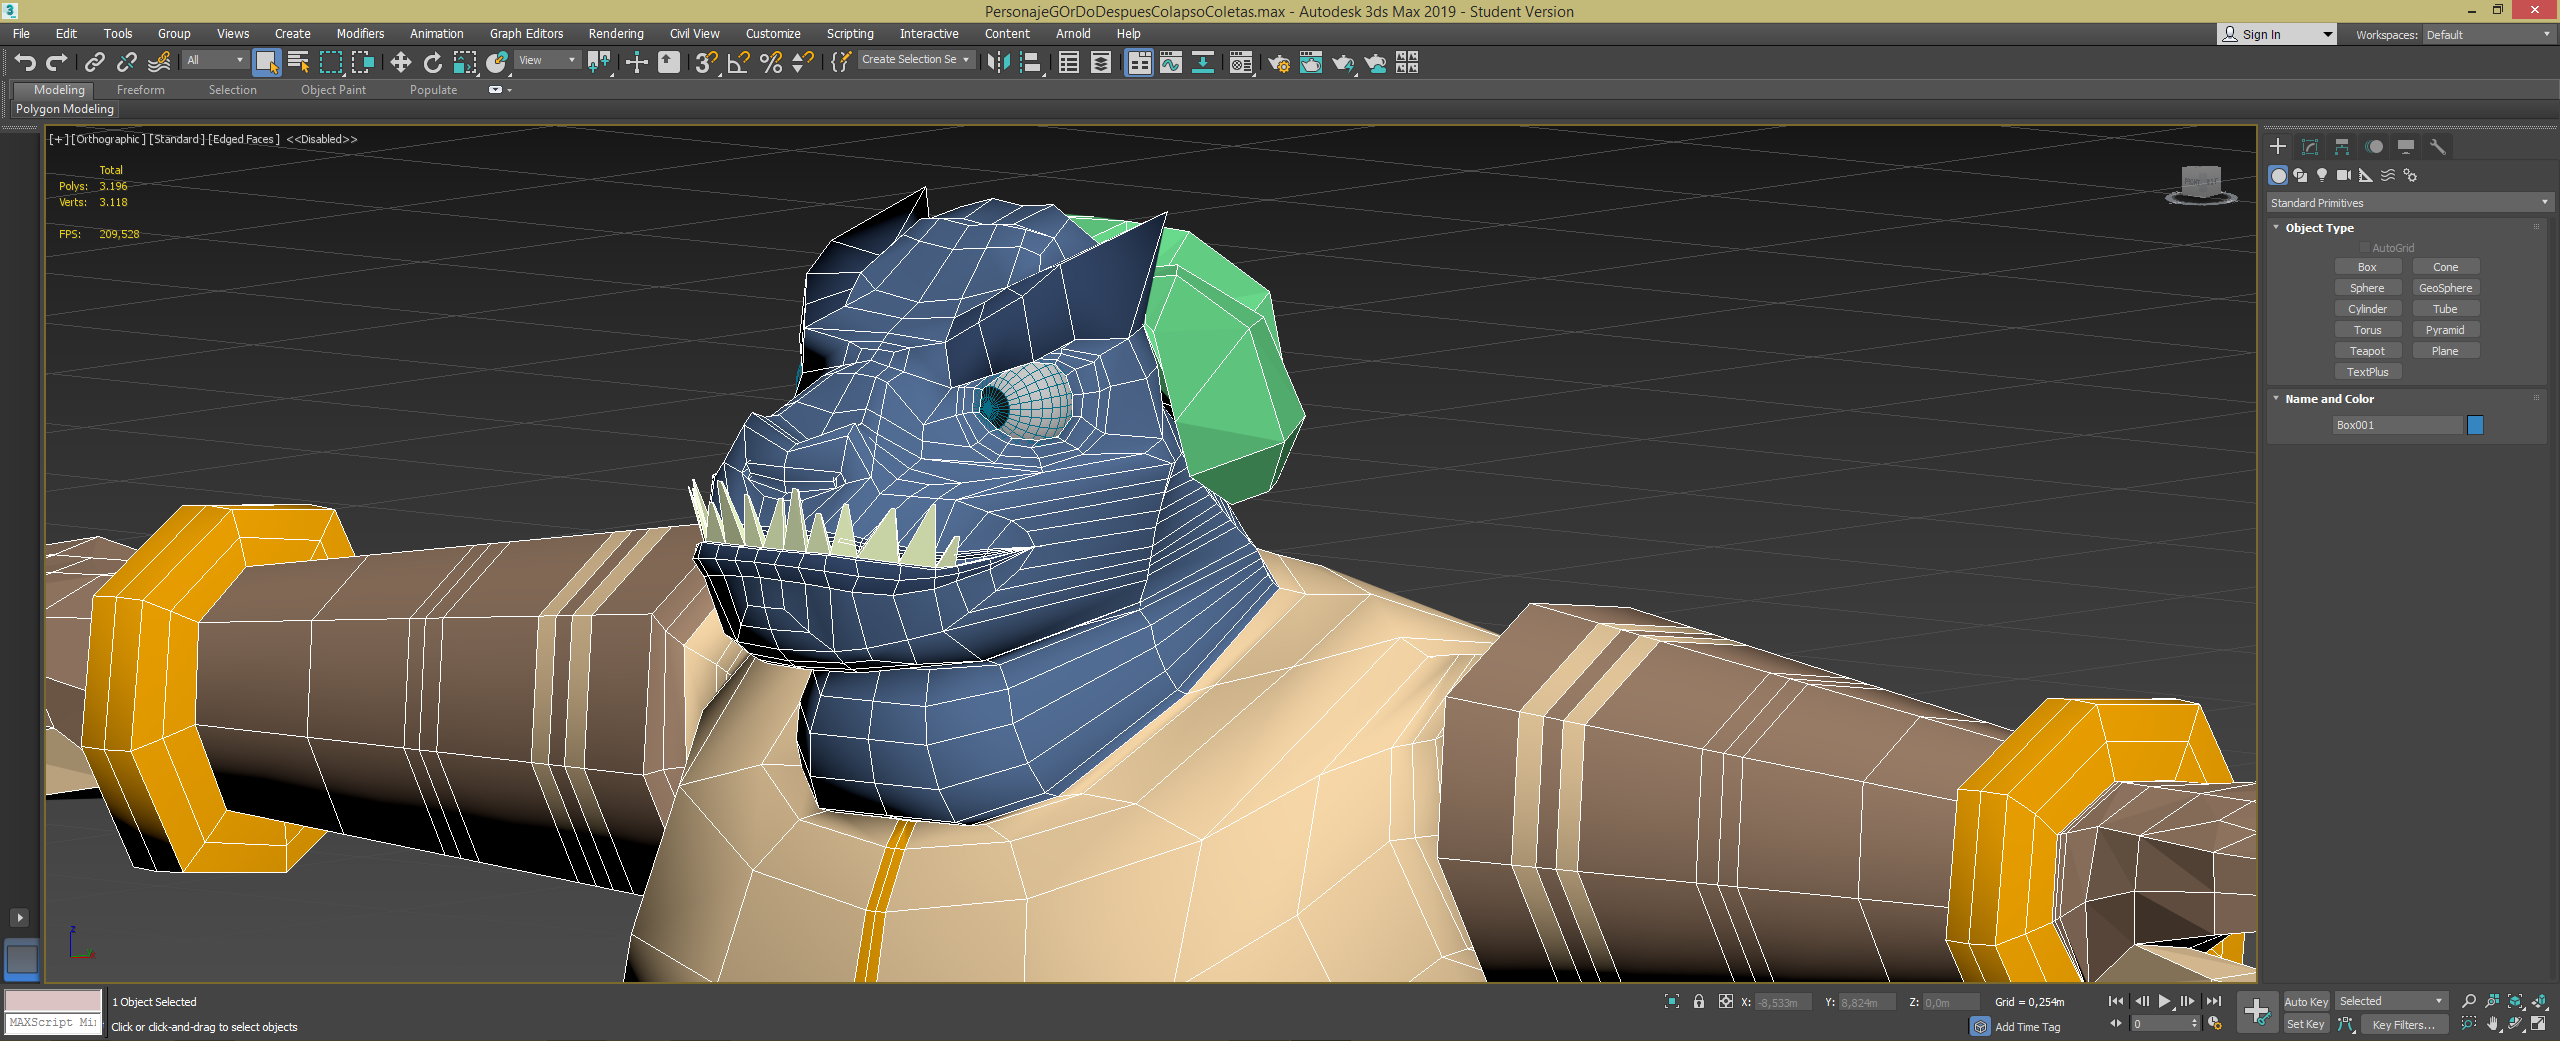 PersonajeGOrDoDespuesColapsoColetas.max - Autodesk 3ds Max 2019 - Student Version
File Edit Tools Group Views Create Modifiers Animation Graph Editors Rendering Civil View Customize Scripting Interactive Content Arnold Help
Sign In Workspaces: Default
All View Create Selection Se
Modeling Freeform Selection Object Paint Populate
Polygon Modeling
[+] [Orthographic] [Standard] [Edged Faces] <<Disabled>>
Total
Polys: 3.196
Verts: 3.118
FPS: 209,528
Standard Primitives
Object Type
AutoGrid
Box Cone
Sphere GeoSphere
Cylinder Tube
Torus Pyramid
Teapot Plane
TextPlus
Name and Color
Box001
z
1 Object Selected
X: -8,533m Y: 8,824m Z: 0,0m Grid = 0,254m
Auto Key Selected
MAXScript Mi
Click or click-and-drag to select objects
Add Time Tag
0
Set Key Key Filters...